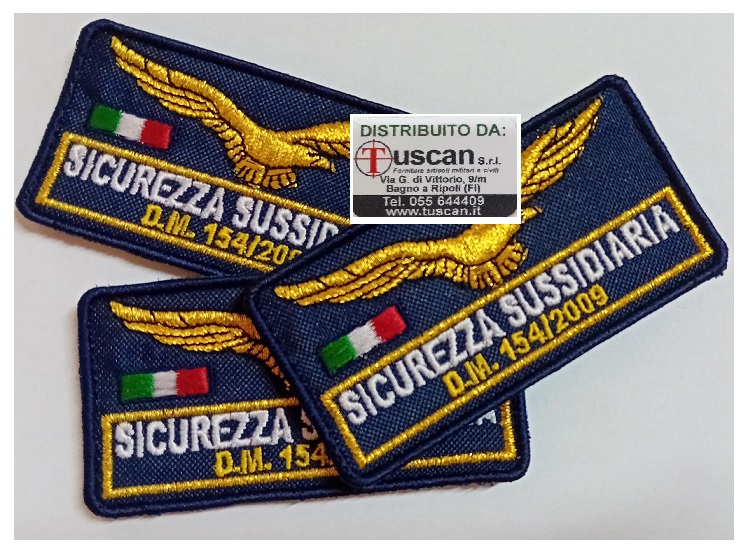 SICUREZZA SUSSID
D.M. 154/200
DISTRIBUITO DA:
Tuscan S.r.l.
Forniture articoli militari e civili
Via G. di Vittorio, 9/m
Bagno a Ripoli (FI)
Tel. 055 644409
www.tuscan.it
SICUREZZA SUSSIDIARIA
D.M. 154/2009
SICUREZZA S A
D.M. 154